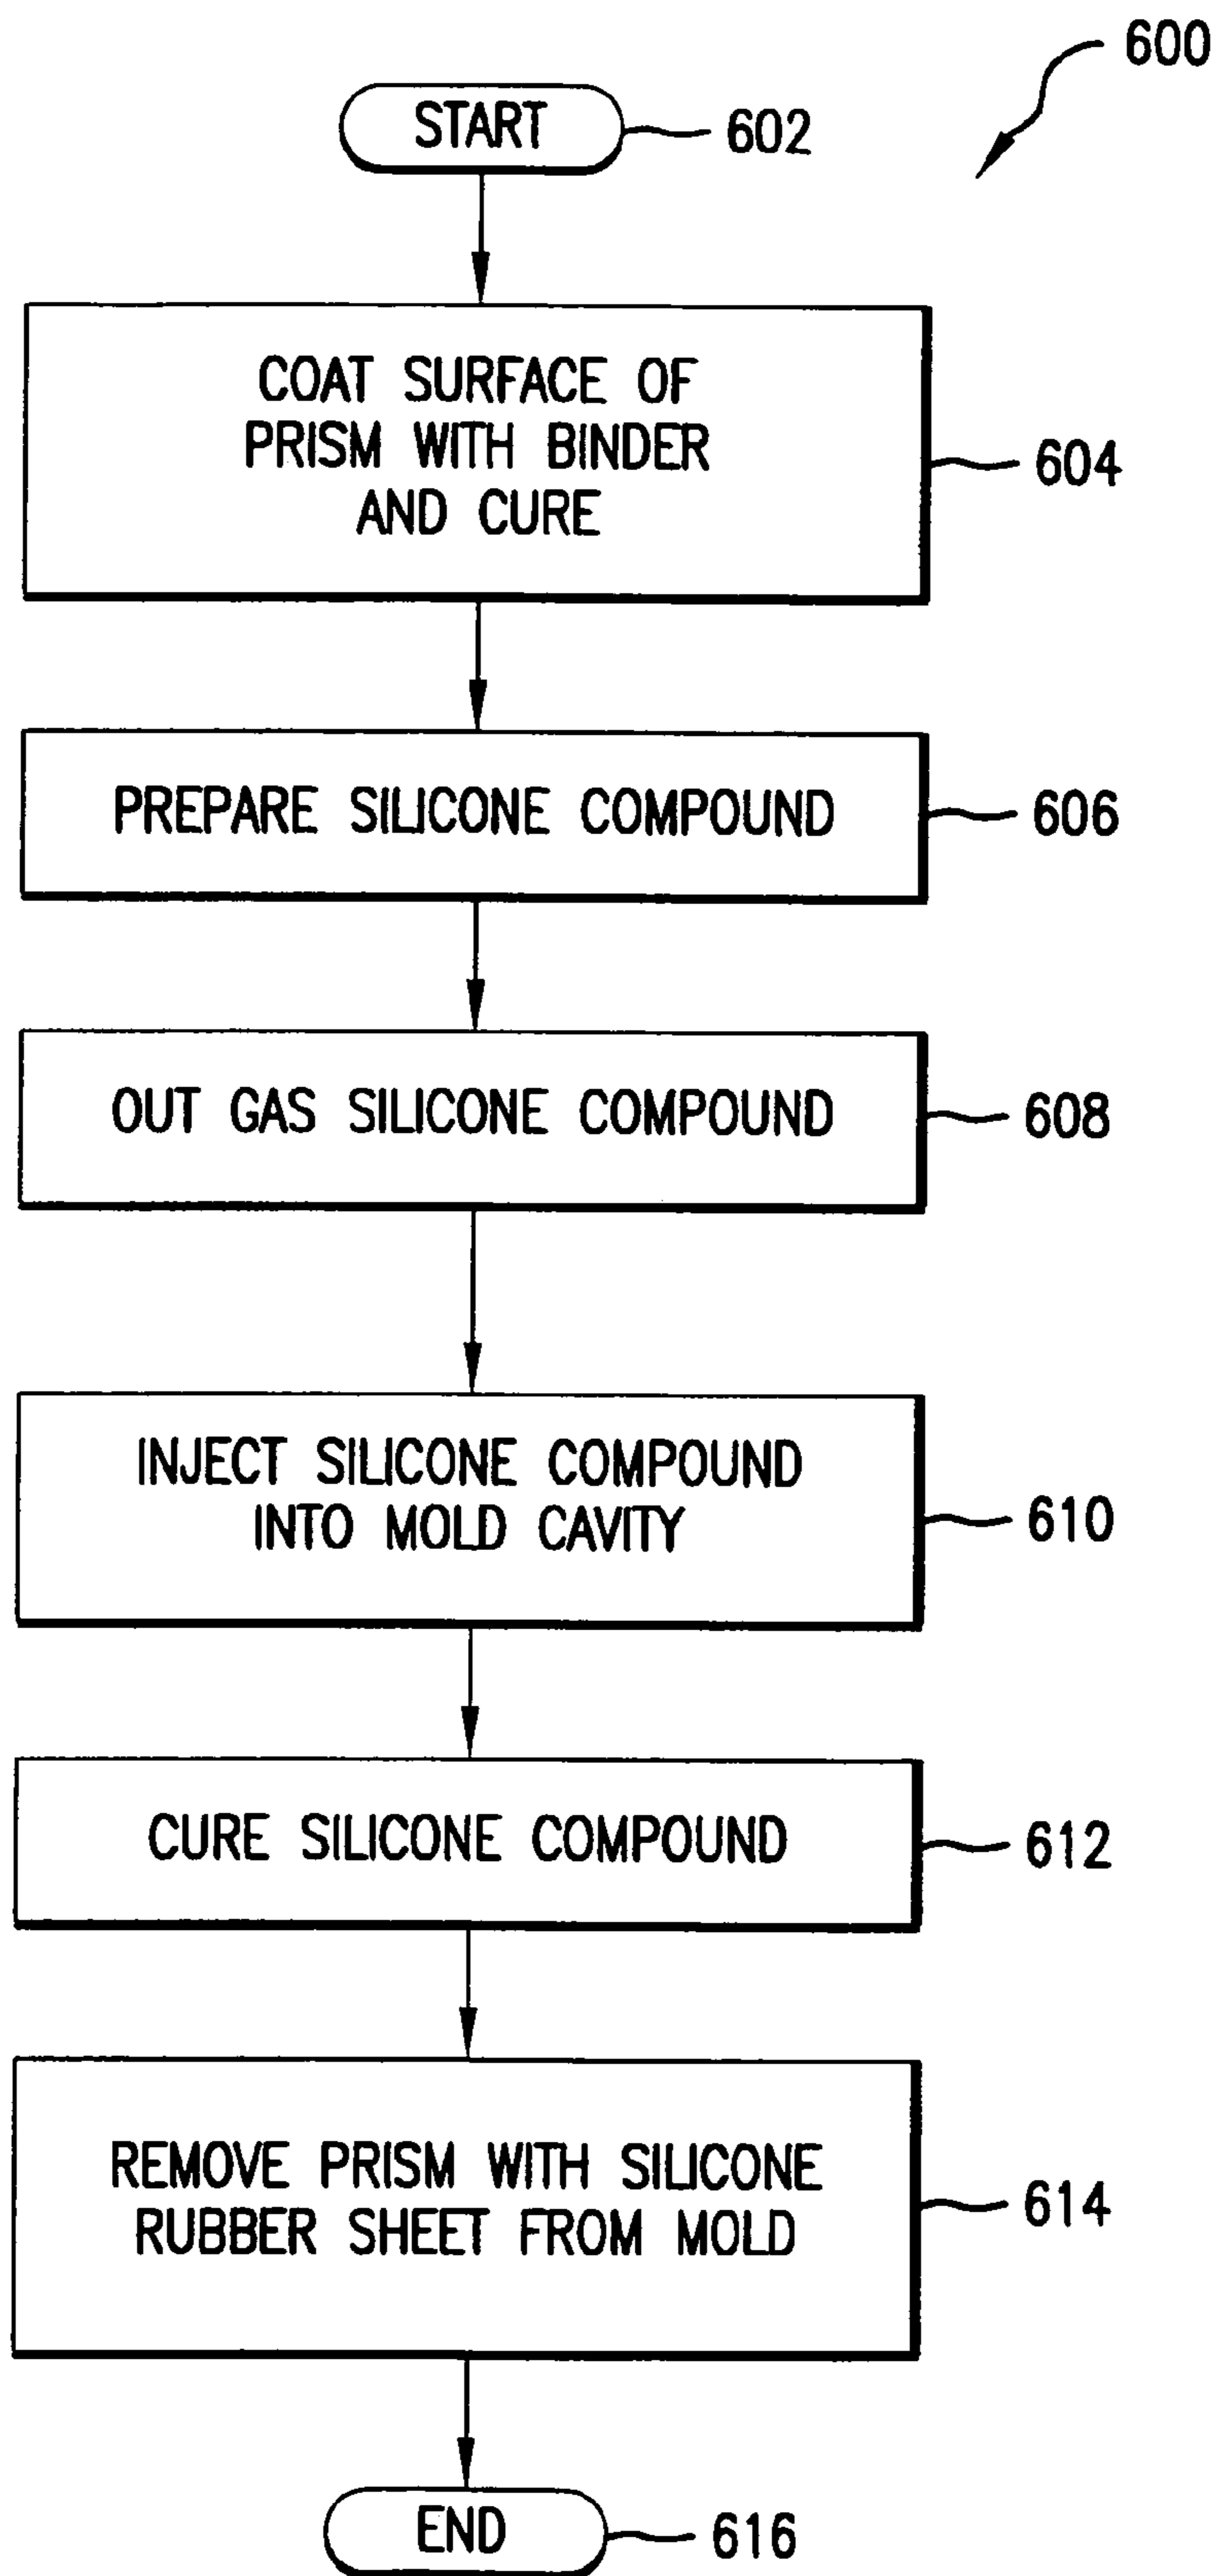 600
START
602
COAT SURFACE OF
PRISM WITH BINDER
AND CURE
604
PREPARE SILICONE COMPOUND
606
OUT GAS SILICONE COMPOUND
608
INJECT SILICONE COMPOUND
INTO MOLD CAVITY
610
CURE SILICONE COMPOUND
612
REMOVE PRISM WITH SILICONE
RUBBER SHEET FROM MOLD
614
END
616